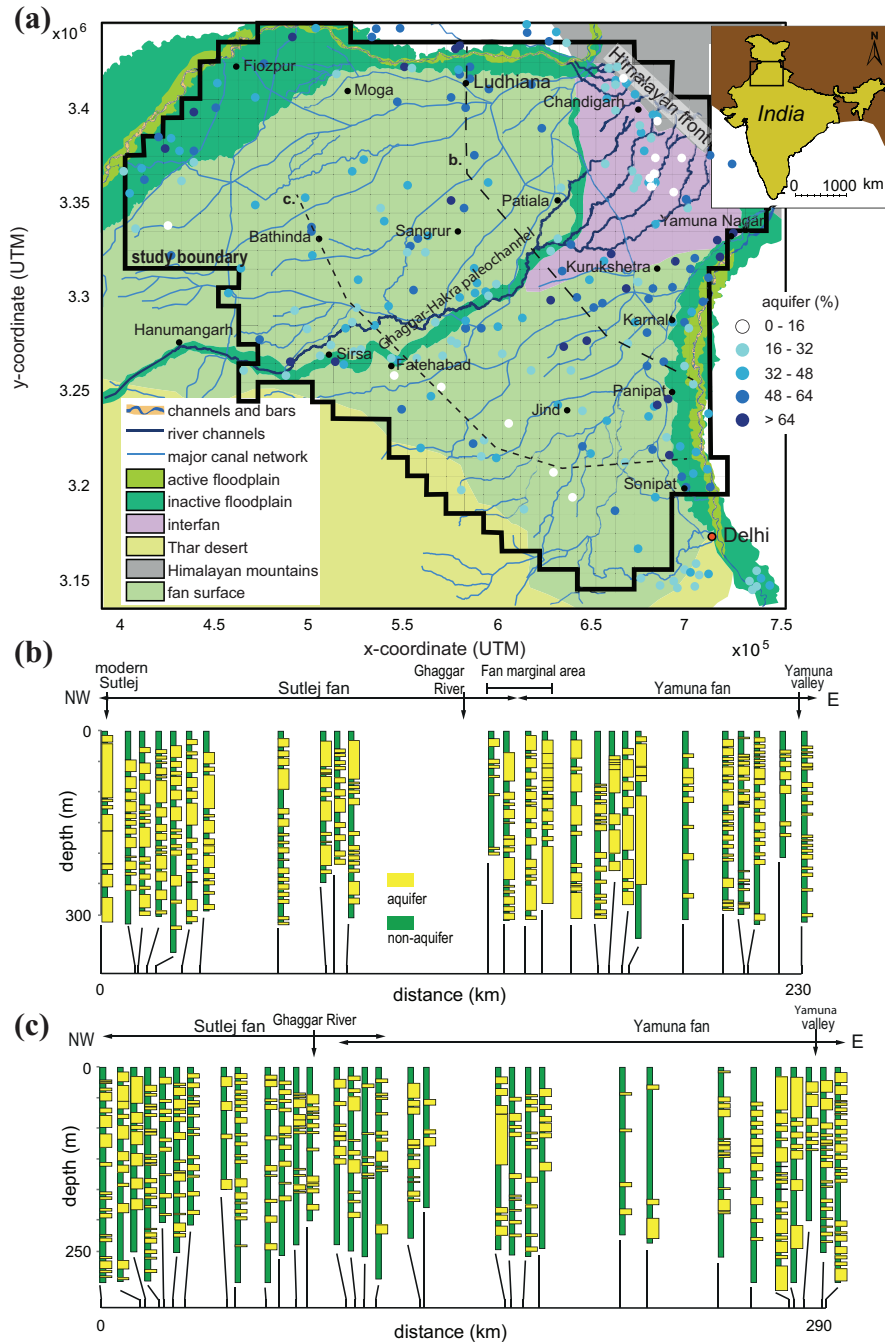 (a)
x10⁶
3.4
3.35
3.3
3.25
3.2
3.15
y-coordinate (UTM)
Fiozpur
Moga
Ludhiana
Chandigarh
Himalayan front
b.
c.
Patiala
Bathinda
Sangrur
Yamuna Nagar
study boundary
Ghaggar-Hakra paleochannel
Kurukshetra
Hanumangarh
Karnal
Sirsa
Fatehabad
Panipat
Jind
Sonipat
Delhi
India
N
0 1000 km
aquifer (%)
0 - 16
16 - 32
32 - 48
48 - 64
> 64
channels and bars
river channels
major canal network
active floodplain
inactive floodplain
interfan
Thar desert
Himalayan mountains
fan surface
4 4.5 5 5.5 6 6.5 7 7.5
x-coordinate (UTM)
x10⁵
(b)
modern Sutlej
NW
Sutlej fan
Ghaggar River
Fan marginal area
Yamuna fan
Yamuna valley
E
0
300
depth (m)
aquifer
non-aquifer
0
230
distance (km)
(c)
NW
Sutlej fan
Ghaggar River
Yamuna fan
Yamuna valley
E
0
250
depth (m)
0
290
distance (km)